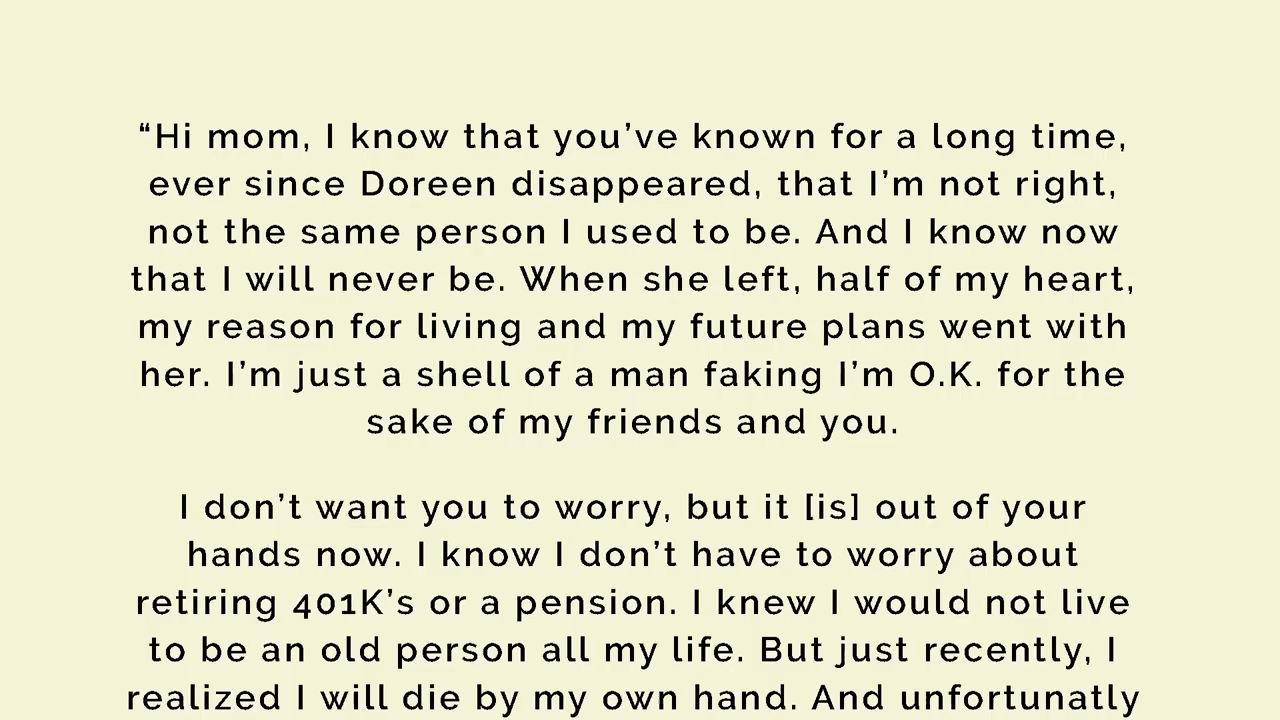 “Hi mom, I know that you’ve known for a long time,
ever since Doreen disappeared, that I’m not right,
not the same person I used to be. And I know now
that I will never be. When she left, half of my heart,
my reason for living and my future plans went with
her. I’m just a shell of a man faking I’m O.K. for the
sake of my friends and you.
I don’t want you to worry, but it [is] out of your
hands now. I know I don’t have to worry about
retiring 401K’s or a pension. I knew I would not live
to be an old person all my life. But just recently, I
realized I will die by my own hand. And unfortunatly